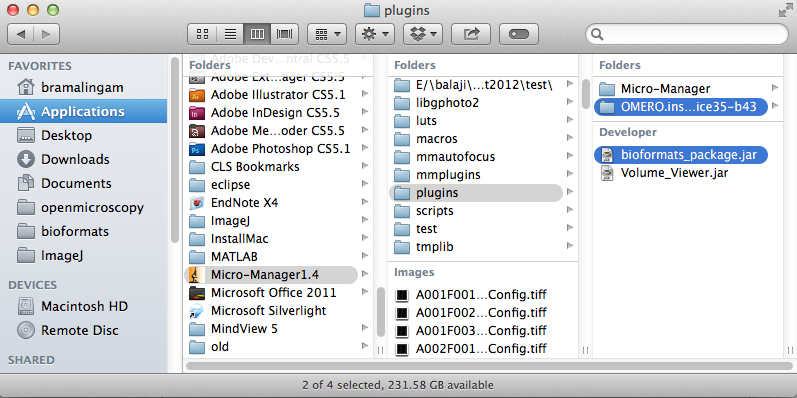 plugins
FAVORITES
bramalingam
Applications
Desktop
Downloads
Documents
openmicroscopy
bioformats
ImageJ
DEVICES
Macintosh HD
Remote Disc
SHARED
Folders
Adobe Dev...ntral CS5.5
Adobe Ext...ager CS5.5
Adobe Illustrator CS5.1
Adobe InDesign CS5.5
Adobe Me...oder CS5.5
Adobe Photoshop CS5.1
CLS Bookmarks
eclipse
EndNote X4
ImageJ
InstallMac
MATLAB
Micro-Manager1.4
Microsoft Office 2011
Microsoft Silverlight
MindView 5
old
Folders
E/\balaji\...t2012\test\
libgphoto2
luts
macros
mmautofocus
mmplugins
plugins
scripts
test
tmplib
Images
A001F001...Config.tiff
A001F002...Config.tiff
A001F003...Config.tiff
A002F001...Config.tiff
Folders
Micro-Manager
OMERO.ins...ice35-b43
Developer
bioformats_package.jar
Volume_Viewer.jar
2 of 4 selected, 231.58 GB available